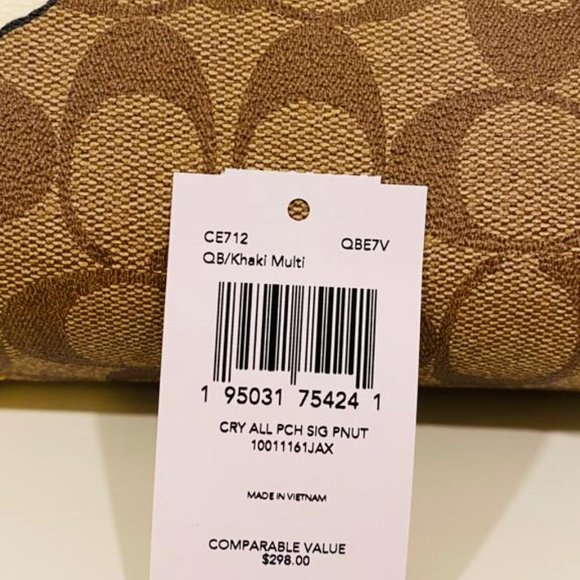 CE712 QBE7V
QB/Khaki Multi
1 95031 75424 1
CRY ALL PCH SIG PNUT
10011161JAX
MADE IN VIETNAM
COMPARABLE VALUE
$298.00